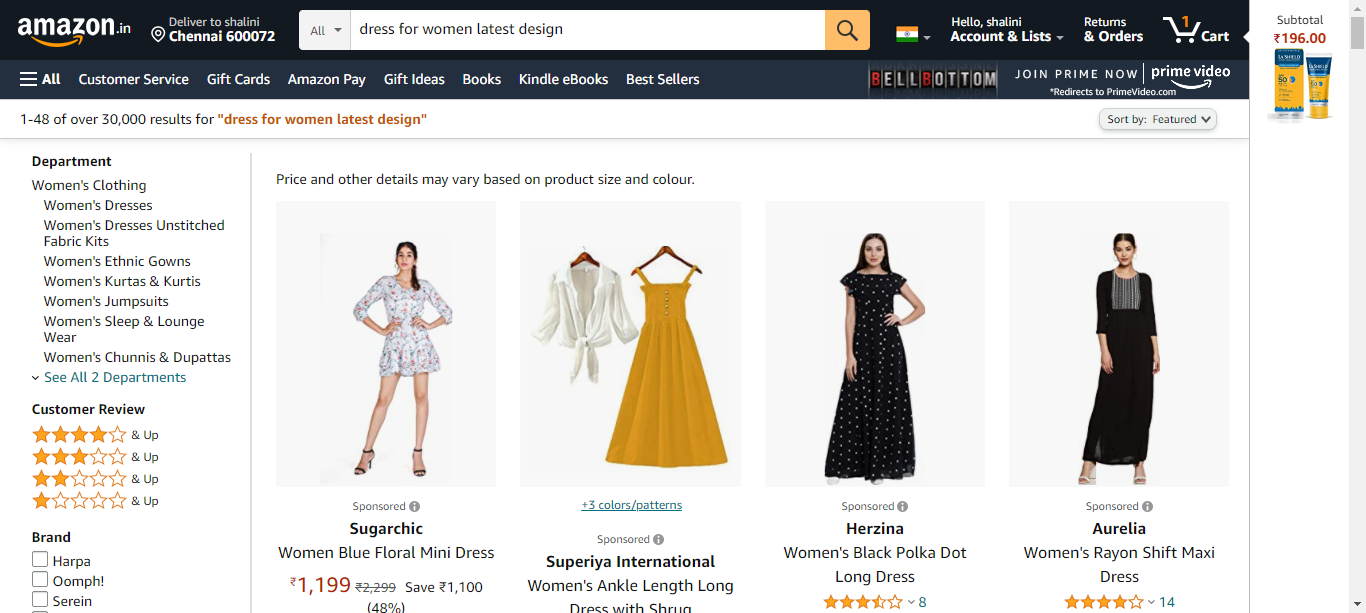 amazon.in
Deliver to shalini
Chennai 600072
All
dress for women latest design
Hello, shalini
Account & Lists
Returns
& Orders
1
Cart
Subtotal
₹196.00
All
Customer Service
Gift Cards
Amazon Pay
Gift Ideas
Books
Kindle eBooks
Best Sellers
BELLBOTTOM
JOIN PRIME NOW
prime video
*Redirects to PrimeVideo.com
1-48 of over 30,000 results for "dress for women latest design"
Sort by: Featured
Department
Women's Clothing
Women's Dresses
Women's Dresses Unstitched
Fabric Kits
Women's Ethnic Gowns
Women's Kurtas & Kurtis
Women's Jumpsuits
Women's Sleep & Lounge
Wear
Women's Chunnis & Dupattas
See All 2 Departments
Customer Review
& Up
& Up
& Up
& Up
Brand
Harpa
Oomph!
Serein
Price and other details may vary based on product size and colour.
Sponsored
Sugarchic
Women Blue Floral Mini Dress
₹1,199 ₹2,299 Save ₹1,100
(48%)
+3 colors/patterns
Sponsored
Superiya International
Women's Ankle Length Long
Dress with Shrug
Sponsored
Herzina
Women's Black Polka Dot
Long Dress
8
Sponsored
Aurelia
Women's Rayon Shift Maxi
Dress
14